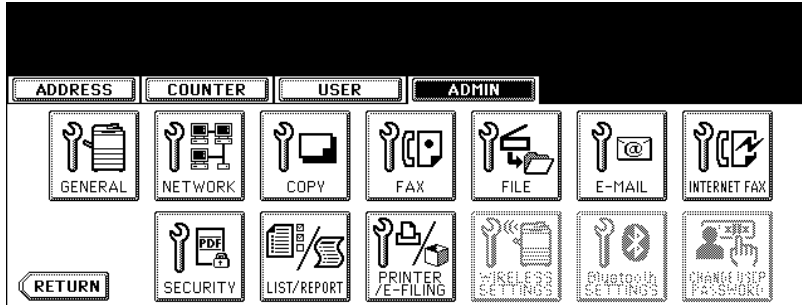 ADDRESS COUNTER USER ADMIN
GENERAL NETWORK COPY FAX FILE E-MAIL INTERNET FAX
@
PDF
SECURITY LIST/REPORT PRINTER /E-FILING WIRELESS SETTINGS Bluetooth SETTINGS CHANGE USER PASSWORD
RETURN